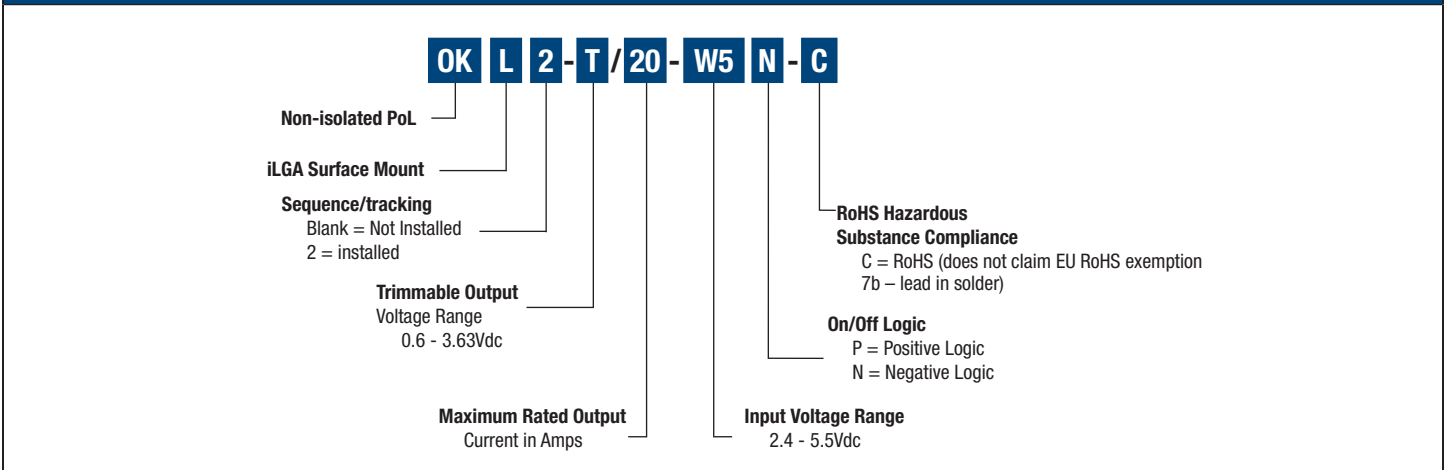 OK L 2 - T / 20 - W5 N - C
Non-isolated PoL
iLGA Surface Mount
Sequence/tracking
Blank = Not Installed
2 = installed
Trimmable Output
Voltage Range
0.6 - 3.63Vdc
Maximum Rated Output
Current in Amps
RoHS Hazardous
Substance Compliance
C = RoHS (does not claim EU RoHS exemption
7b – lead in solder)
On/Off Logic
P = Positive Logic
N = Negative Logic
Input Voltage Range
2.4 - 5.5Vdc